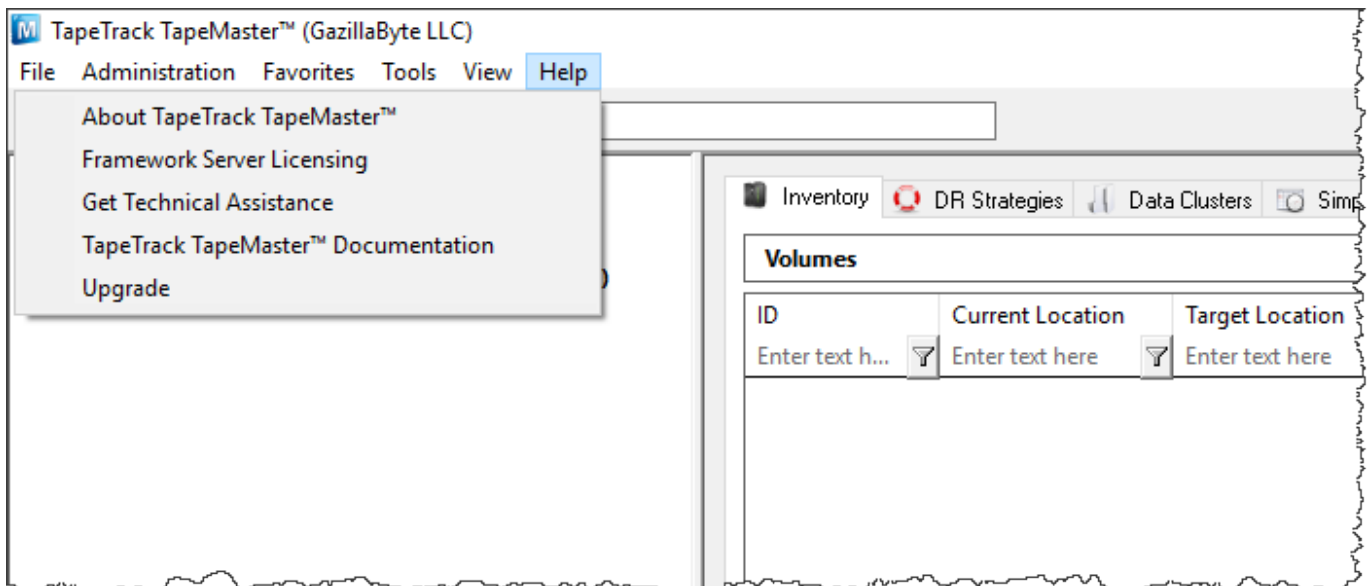 TapeTrack TapeMaster™ (GazillaByte LLC)
File Administration Favorites Tools View Help
About TapeTrack TapeMaster™
Framework Server Licensing
Get Technical Assistance
TapeTrack TapeMaster™ Documentation
Upgrade
Inventory DR Strategies Data Clusters
Volumes
ID Current Location Target Location
Enter text h... Enter text here Enter text here